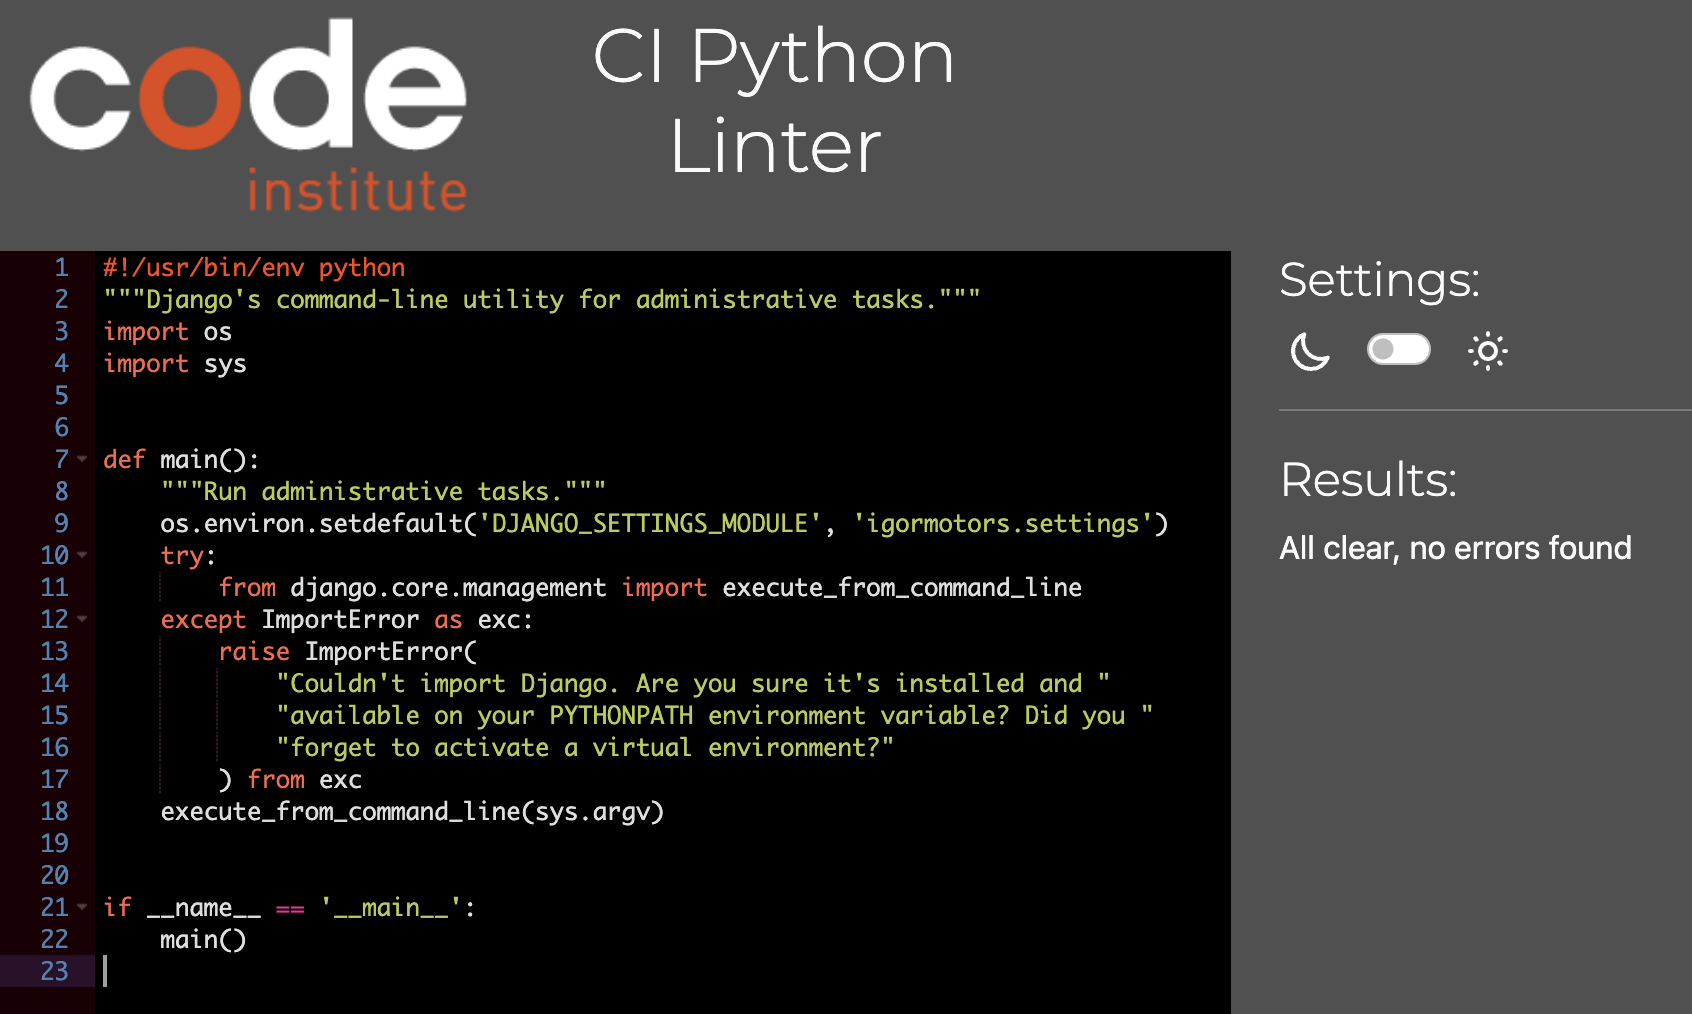 code
institute
CI Python
Linter
1 #!/usr/bin/env python
2 """Django's command-line utility for administrative tasks."""
3 import os
4 import sys
5
6
7 def main():
8     """Run administrative tasks."""
9     os.environ.setdefault('DJANGO_SETTINGS_MODULE', 'igormotors.settings')
10     try:
11         from django.core.management import execute_from_command_line
12     except ImportError as exc:
13         raise ImportError(
14             "Couldn't import Django. Are you sure it's installed and "
15             "available on your PYTHONPATH environment variable? Did you "
16             "forget to activate a virtual environment?"
17         ) from exc
18     execute_from_command_line(sys.argv)
19
20
21 if __name__ == '__main__':
22     main()
23
Settings:
Results:
All clear, no errors found